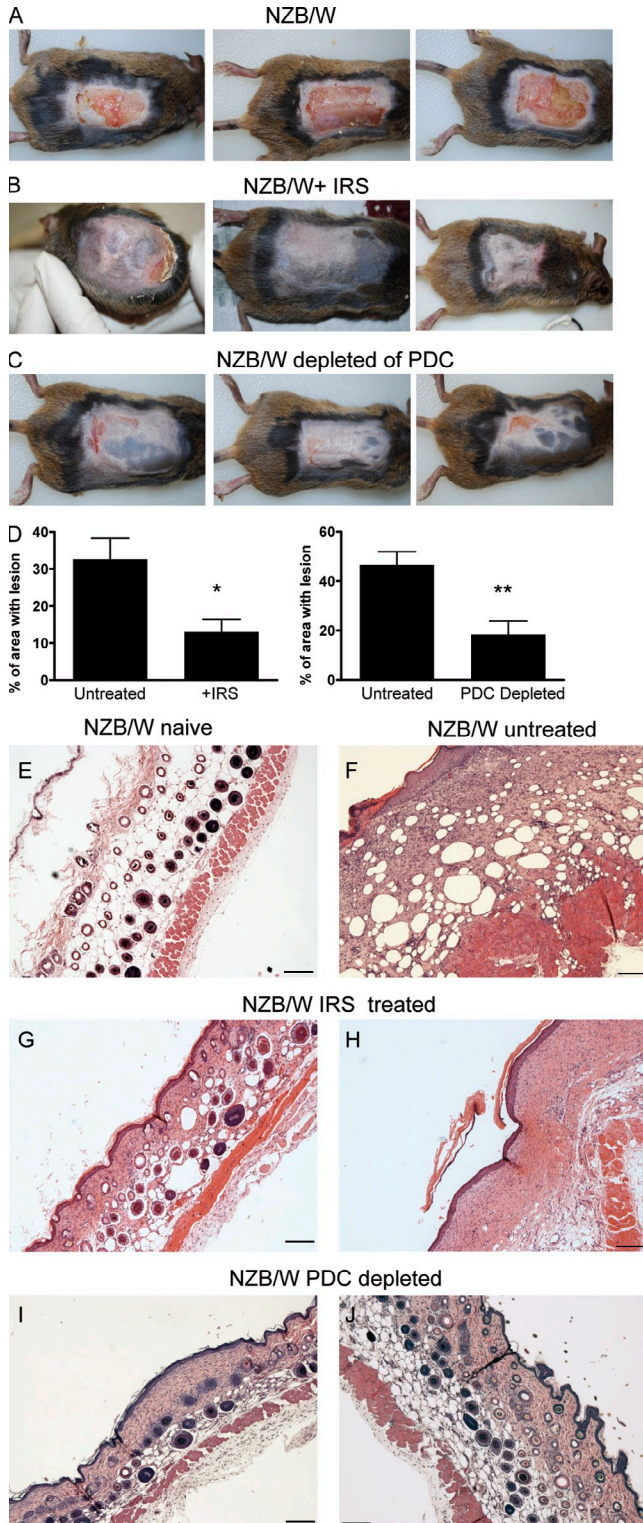 A NZB/W
B NZB/W+ IRS
C NZB/W depleted of PDC
D
% of area with lesion
40
30
20
10
0
*
Untreated +IRS
% of area with lesion
60
40
20
0
**
Untreated PDC Depleted
NZB/W naive NZB/W untreated
E F
NZB/W IRS treated
G H
NZB/W PDC depleted
I J